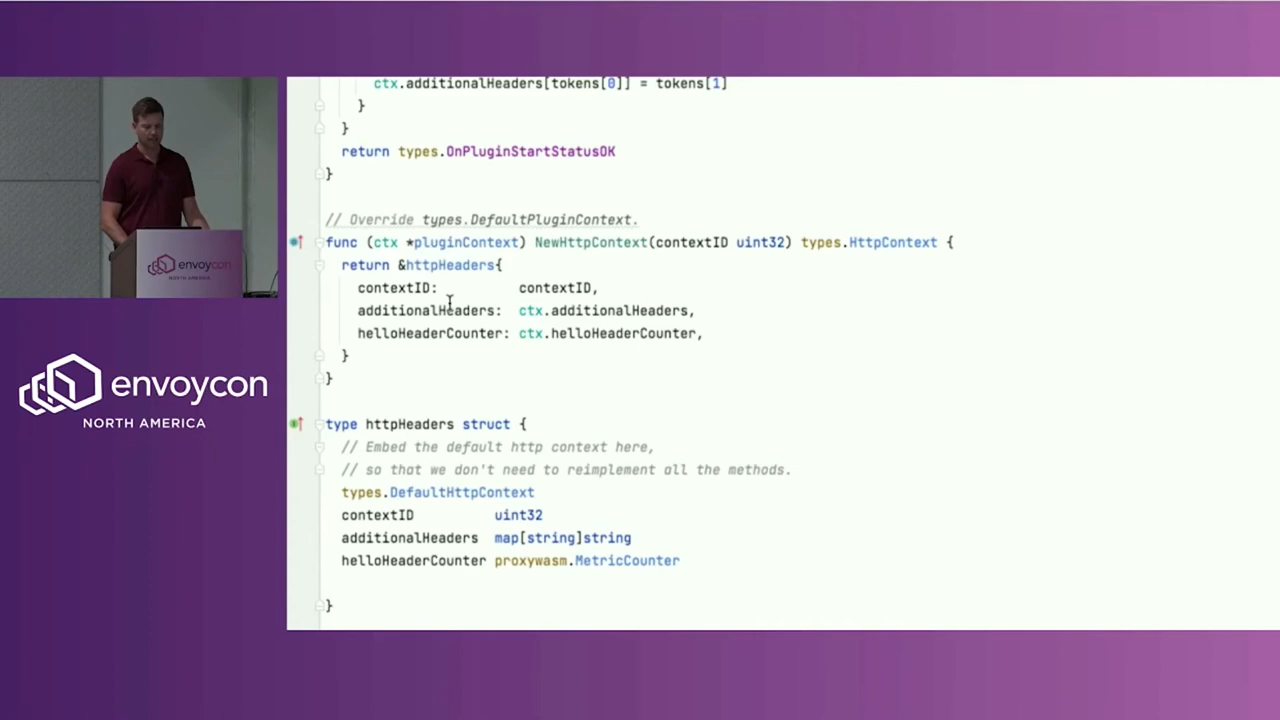 ctx.additionalHeaders[tokens[0]] = tokens[1]
}
}
return types.OnPluginStartStatusOK
}
// Override types.DefaultPluginContext.
func (ctx *pluginContext) NewHttpContext(contextID uint32) types.HttpContext {
return &httpHeaders{
contextID: contextID,
additionalHeaders: ctx.additionalHeaders,
helloHeaderCounter: ctx.helloHeaderCounter,
}
}
type httpHeaders struct {
// Embed the default http context here,
// so that we don't need to reimplement all the methods.
types.DefaultHttpContext
contextID uint32
additionalHeaders map[string]string
helloHeaderCounter proxywasm.MetricCounter
}
envoycon
NORTH AMERICA
envoycon
NORTH AMERICA